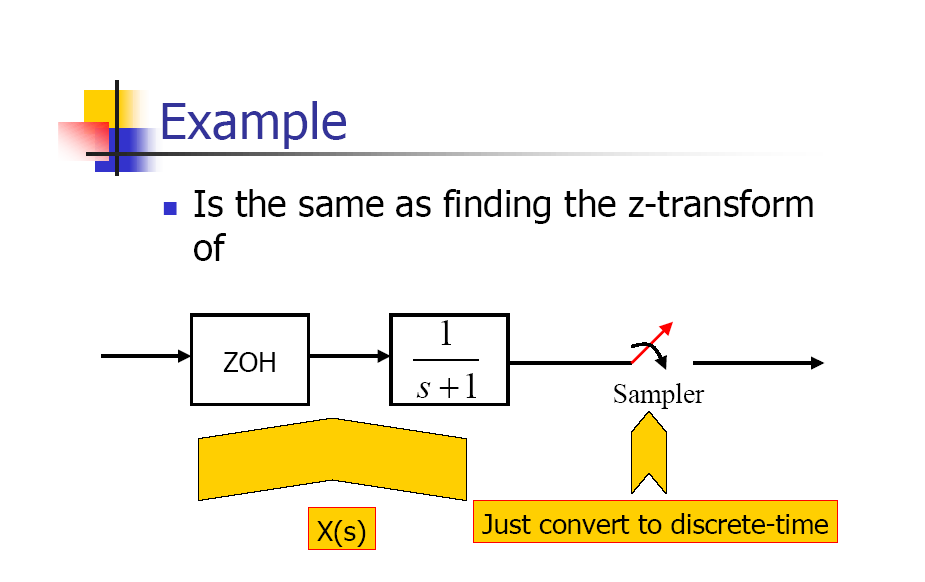 Example
Is the same as finding the z-transform
of
ZOH
1
s+1
Sampler
X(s)
Just convert to discrete-time